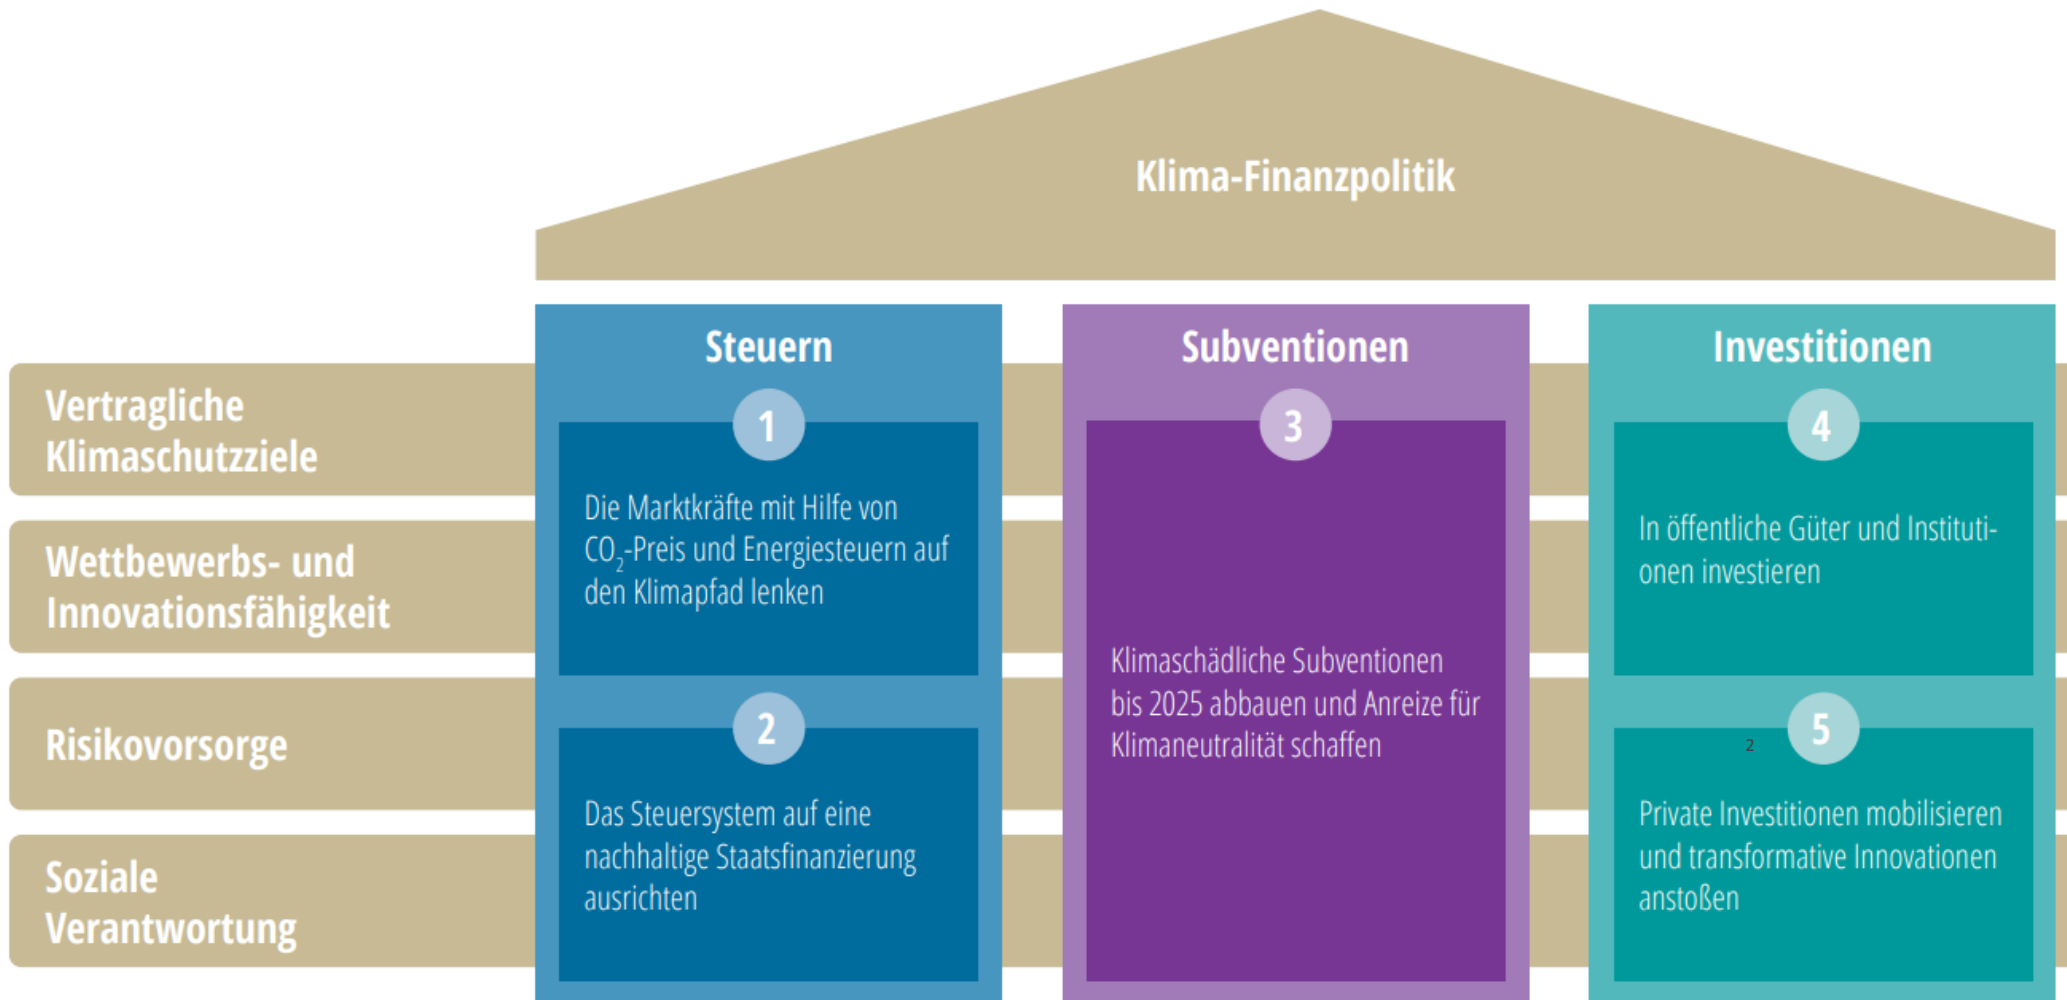 Klima-Finanzpolitik
Vertragliche
Klimaschutzziele
Wettbewerbs- und
Innovationsfähigkeit
Risikovorsorge
Soziale
Verantwortung
Steuern
1
Die Marktkräfte mit Hilfe von
CO₂-Preis und Energiesteuern auf
den Klimapfad lenken
2
Das Steuersystem auf eine
nachhaltige Staatsfinanzierung
ausrichten
Subventionen
3
Klimaschädliche Subventionen
bis 2025 abbauen und Anreize für
Klimaneutralität schaffen
Investitionen
4
In öffentliche Güter und Instituti-
onen investieren
2
5
Private Investitionen mobilisieren
und transformative Innovationen
anstoßen